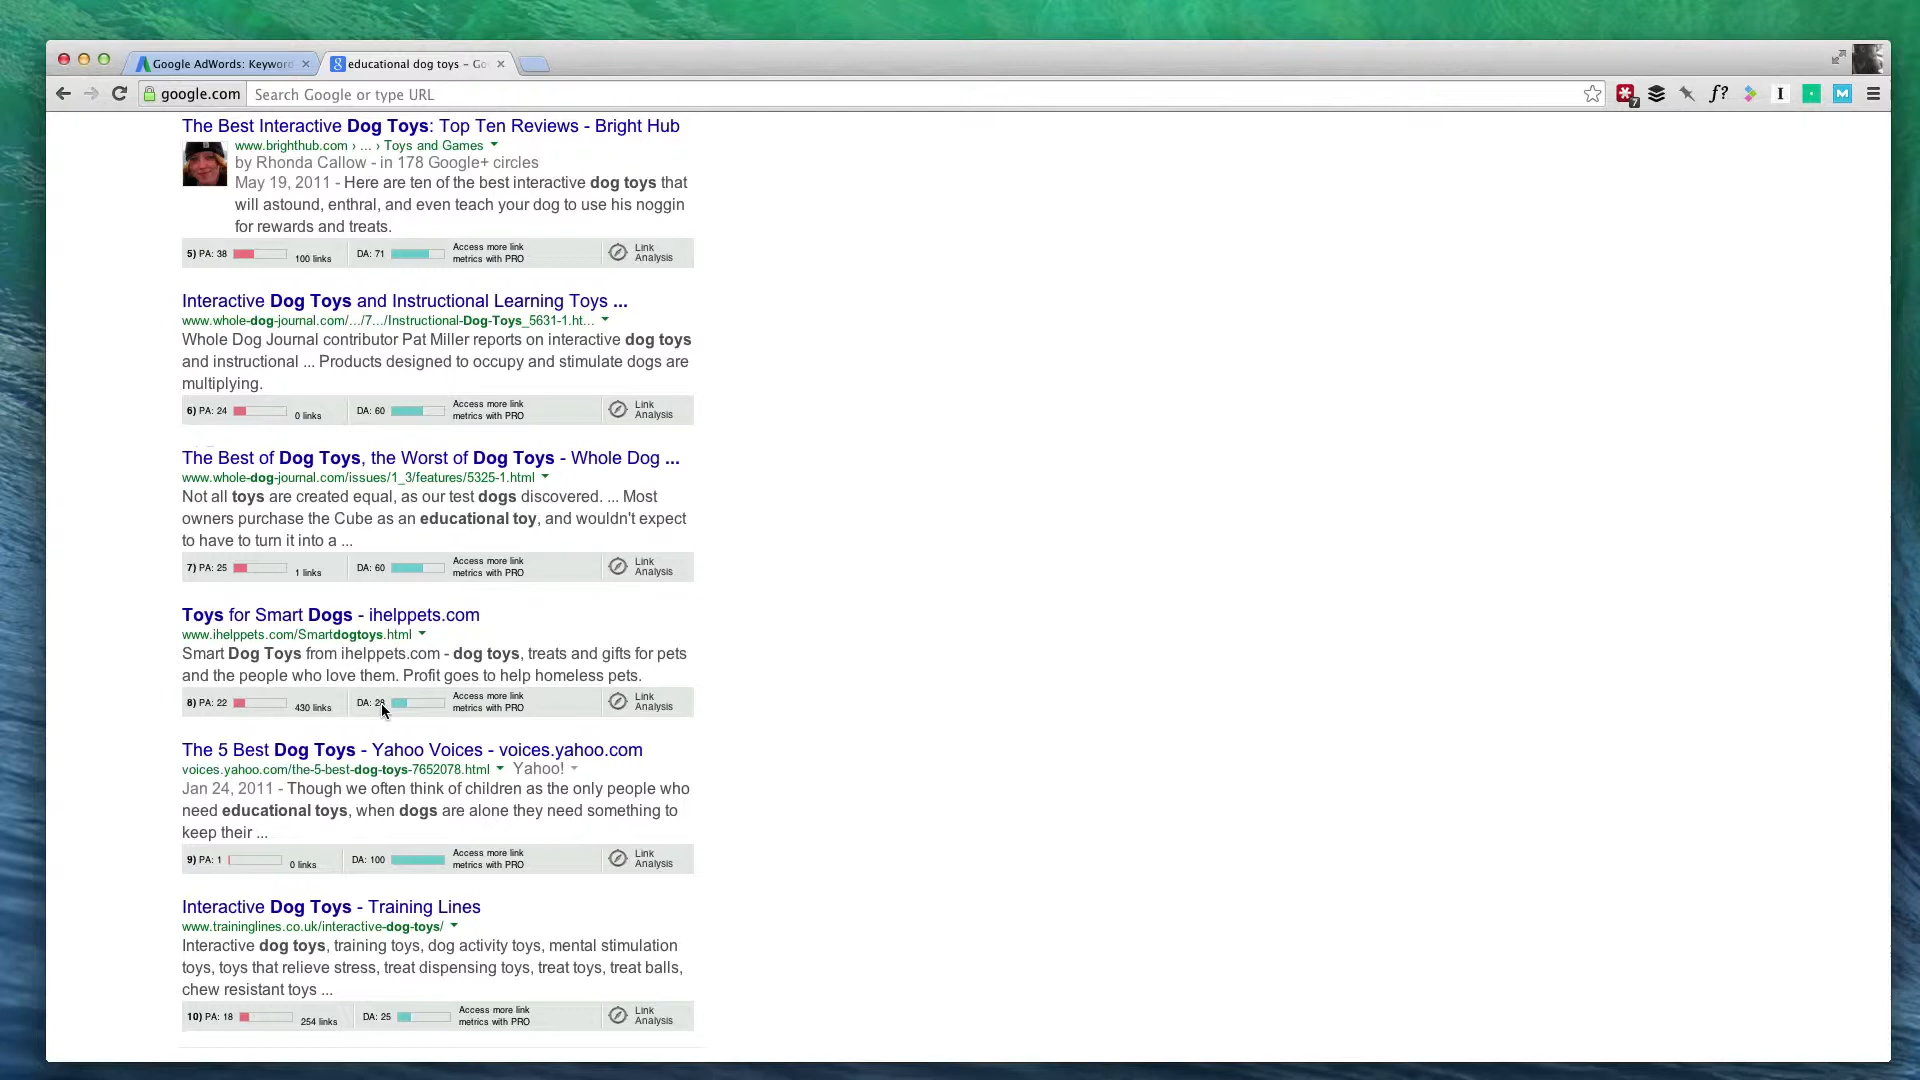 Google AdWords: Keyword
educational dog toys - Go
google.com
Search Google or type URL
7
f?
I
M
The Best Interactive Dog Toys: Top Ten Reviews - Bright Hub
www.brighthub.com › ... › Toys and Games
by Rhonda Callow - in 178 Google+ circles
May 19, 2011 - Here are ten of the best interactive dog toys that
will astound, enthral, and even teach your dog to use his noggin
for rewards and treats.
5) PA: 38 100 links DA: 71 Access more link metrics with PRO Link Analysis
Interactive Dog Toys and Instructional Learning Toys ...
www.whole-dog-journal.com/.../7.../Instructional-Dog-Toys_5631-1.ht...
Whole Dog Journal contributor Pat Miller reports on interactive dog toys
and instructional ... Products designed to occupy and stimulate dogs are
multiplying.
6) PA: 24 0 links DA: 60 Access more link metrics with PRO Link Analysis
The Best of Dog Toys, the Worst of Dog Toys - Whole Dog ...
www.whole-dog-journal.com/issues/1_3/features/5325-1.html
Not all toys are created equal, as our test dogs discovered. ... Most
owners purchase the Cube as an educational toy, and wouldn't expect
to have to turn it into a ...
7) PA: 25 1 links DA: 60 Access more link metrics with PRO Link Analysis
Toys for Smart Dogs - ihelppets.com
www.ihelppets.com/Smartdogtoys.html
Smart Dog Toys from ihelppets.com - dog toys, treats and gifts for pets
and the people who love them. Profit goes to help homeless pets.
8) PA: 22 430 links DA: Access more link metrics with PRO Link Analysis
The 5 Best Dog Toys - Yahoo Voices - voices.yahoo.com
voices.yahoo.com/the-5-best-dog-toys-7652078.html Yahoo!
Jan 24, 2011 - Though we often think of children as the only people who
need educational toys, when dogs are alone they need something to
keep their ...
9) PA: 1 0 links DA: 100 Access more link metrics with PRO Link Analysis
Interactive Dog Toys - Training Lines
www.traininglines.co.uk/interactive-dog-toys/
Interactive dog toys, training toys, dog activity toys, mental stimulation
toys, toys that relieve stress, treat dispensing toys, treat toys, treat balls,
chew resistant toys ...
10) PA: 18 254 links DA: 25 Access more link metrics with PRO Link Analysis